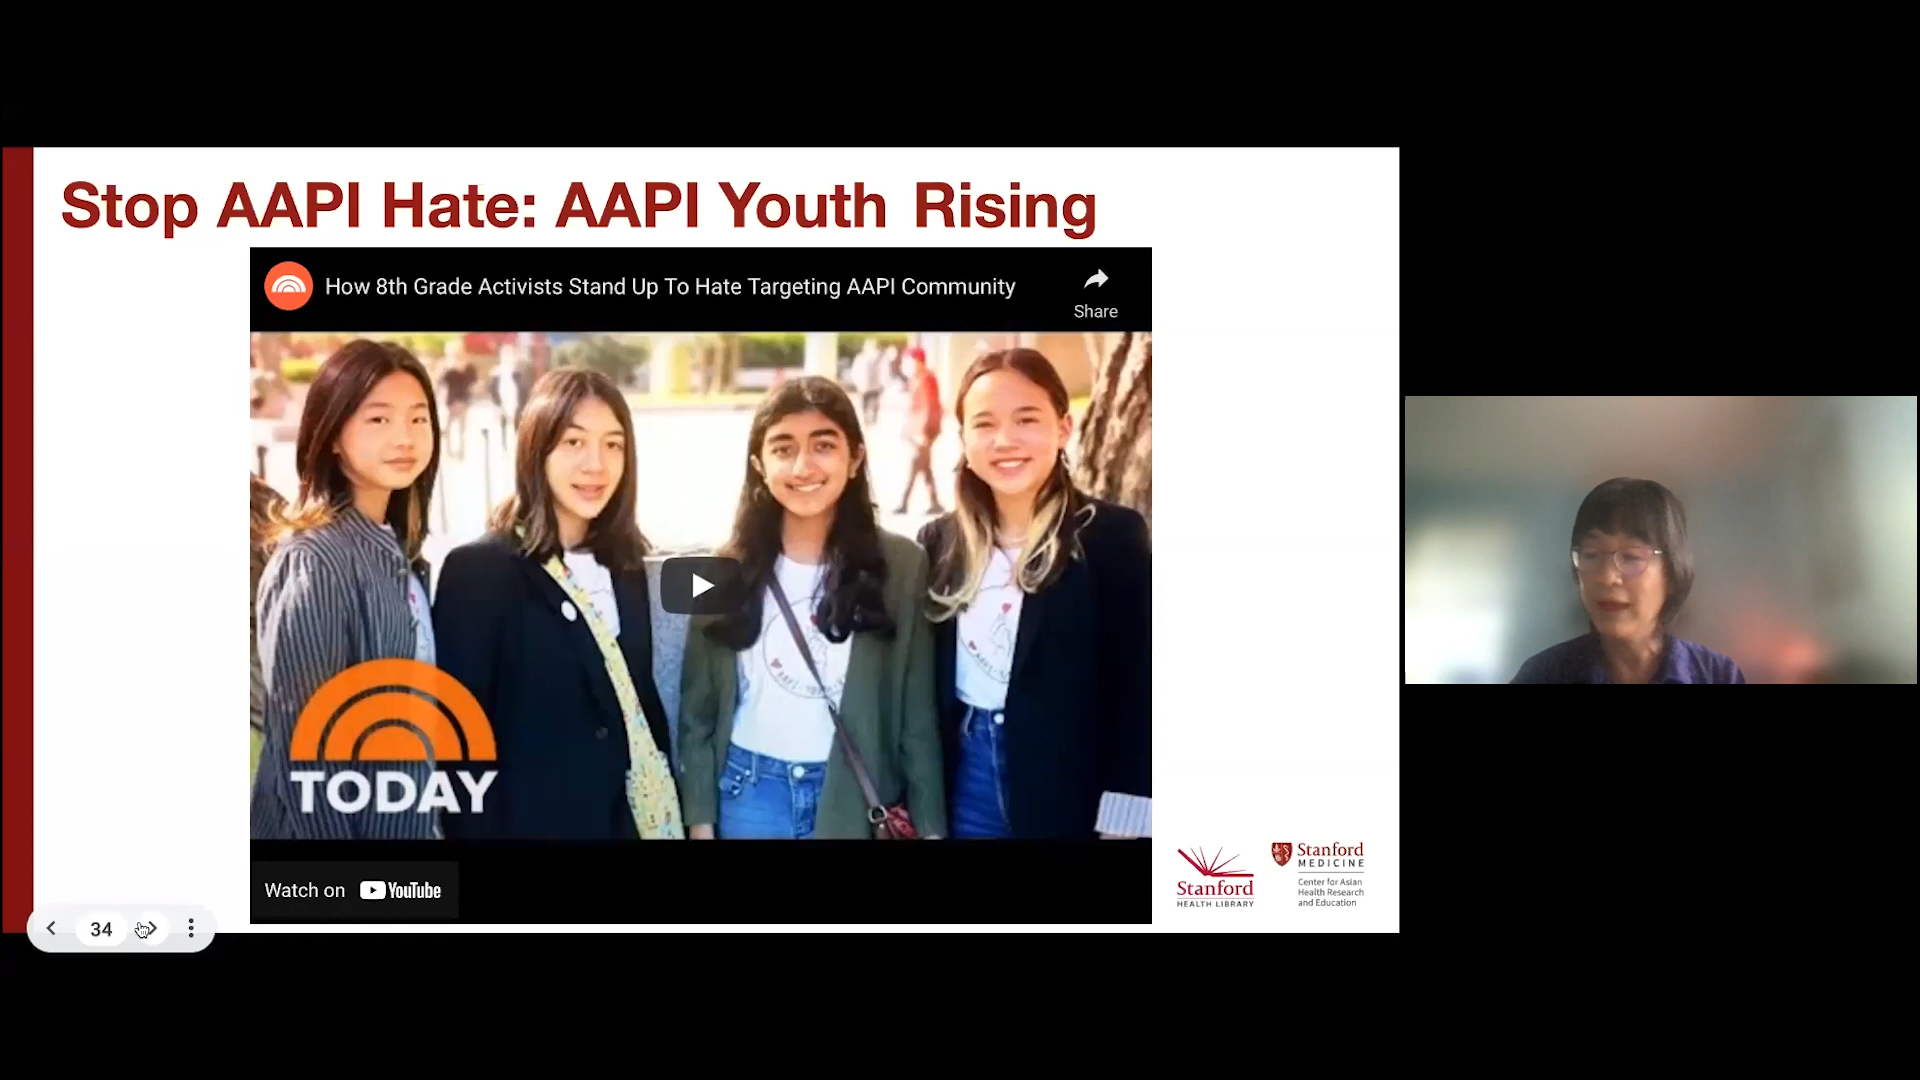 Stop AAPI Hate: AAPI Youth Rising
How 8th Grade Activists Stand Up To Hate Targeting AAPI Community
Share
TODAY
Watch on YouTube
Stanford
HEALTH LIBRARY
Stanford
MEDICINE
Center for Asian
Health Research
and Education
34